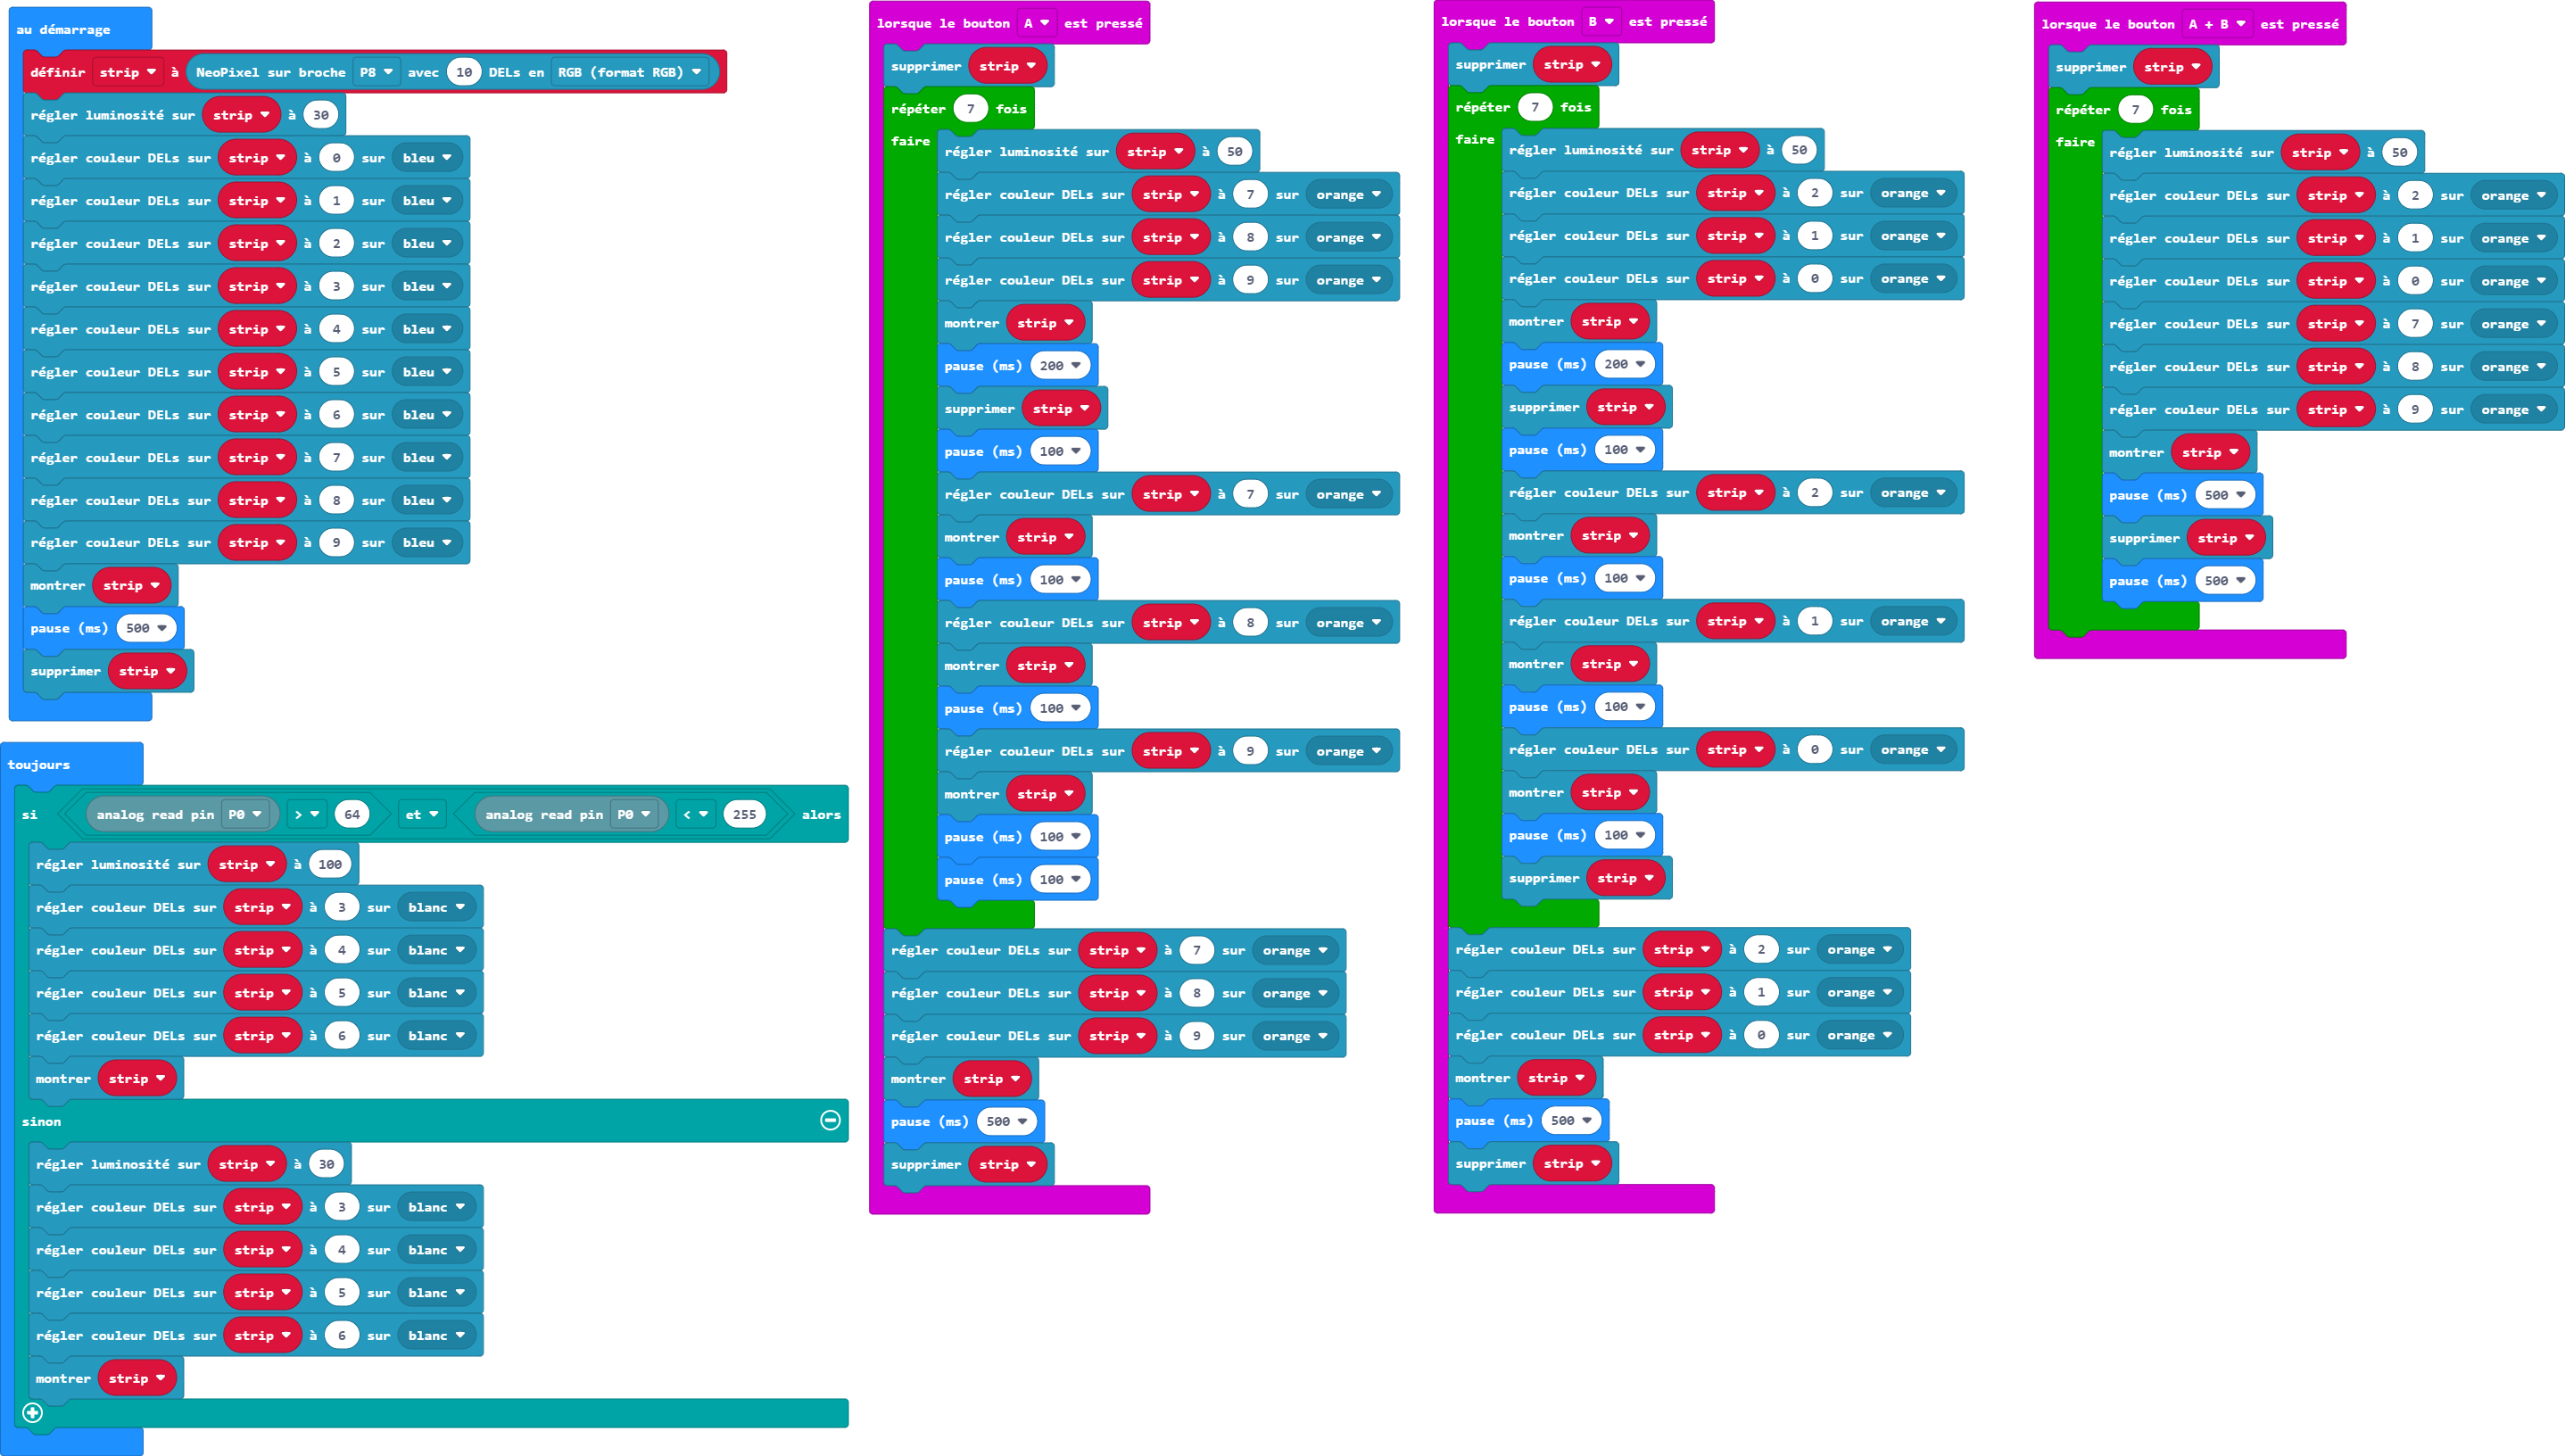 au démarrage
définir strip à NeoPixel sur broche P8 avec 10 DELs en RGB (format RGB)
régler luminosité sur strip à 30
régler couleur DELs sur strip à 0 sur bleu
régler couleur DELs sur strip à 1 sur bleu
régler couleur DELs sur strip à 2 sur bleu
régler couleur DELs sur strip à 3 sur bleu
régler couleur DELs sur strip à 4 sur bleu
régler couleur DELs sur strip à 5 sur bleu
régler couleur DELs sur strip à 6 sur bleu
régler couleur DELs sur strip à 7 sur bleu
régler couleur DELs sur strip à 8 sur bleu
régler couleur DELs sur strip à 9 sur bleu
montrer strip
pause (ms) 500
supprimer strip
toujours
si analog read pin P0 > 64 et analog read pin P0 < 255 alors
régler luminosité sur strip à 100
régler couleur DELs sur strip à 3 sur blanc
régler couleur DELs sur strip à 4 sur blanc
régler couleur DELs sur strip à 5 sur blanc
régler couleur DELs sur strip à 6 sur blanc
montrer strip
sinon
régler luminosité sur strip à 30
régler couleur DELs sur strip à 3 sur blanc
régler couleur DELs sur strip à 4 sur blanc
régler couleur DELs sur strip à 5 sur blanc
régler couleur DELs sur strip à 6 sur blanc
montrer strip
lorsque le bouton A est pressé
supprimer strip
répéter 7 fois
faire régler luminosité sur strip à 50
régler couleur DELs sur strip à 7 sur orange
régler couleur DELs sur strip à 8 sur orange
régler couleur DELs sur strip à 9 sur orange
montrer strip
pause (ms) 200
supprimer strip
pause (ms) 100
régler couleur DELs sur strip à 7 sur orange
montrer strip
pause (ms) 100
régler couleur DELs sur strip à 8 sur orange
montrer strip
pause (ms) 100
régler couleur DELs sur strip à 9 sur orange
montrer strip
pause (ms) 100
pause (ms) 100
régler couleur DELs sur strip à 7 sur orange
régler couleur DELs sur strip à 8 sur orange
régler couleur DELs sur strip à 9 sur orange
montrer strip
pause (ms) 500
supprimer strip
lorsque le bouton B est pressé
supprimer strip
répéter 7 fois
faire régler luminosité sur strip à 50
régler couleur DELs sur strip à 2 sur orange
régler couleur DELs sur strip à 1 sur orange
régler couleur DELs sur strip à 0 sur orange
montrer strip
pause (ms) 200
supprimer strip
pause (ms) 100
régler couleur DELs sur strip à 2 sur orange
montrer strip
pause (ms) 100
régler couleur DELs sur strip à 1 sur orange
montrer strip
pause (ms) 100
régler couleur DELs sur strip à 0 sur orange
montrer strip
pause (ms) 100
supprimer strip
régler couleur DELs sur strip à 2 sur orange
régler couleur DELs sur strip à 1 sur orange
régler couleur DELs sur strip à 0 sur orange
montrer strip
pause (ms) 500
supprimer strip
lorsque le bouton A + B est pressé
supprimer strip
répéter 7 fois
faire régler luminosité sur strip à 50
régler couleur DELs sur strip à 2 sur orange
régler couleur DELs sur strip à 1 sur orange
régler couleur DELs sur strip à 0 sur orange
régler couleur DELs sur strip à 7 sur orange
régler couleur DELs sur strip à 8 sur orange
régler couleur DELs sur strip à 9 sur orange
montrer strip
pause (ms) 500
supprimer strip
pause (ms) 500